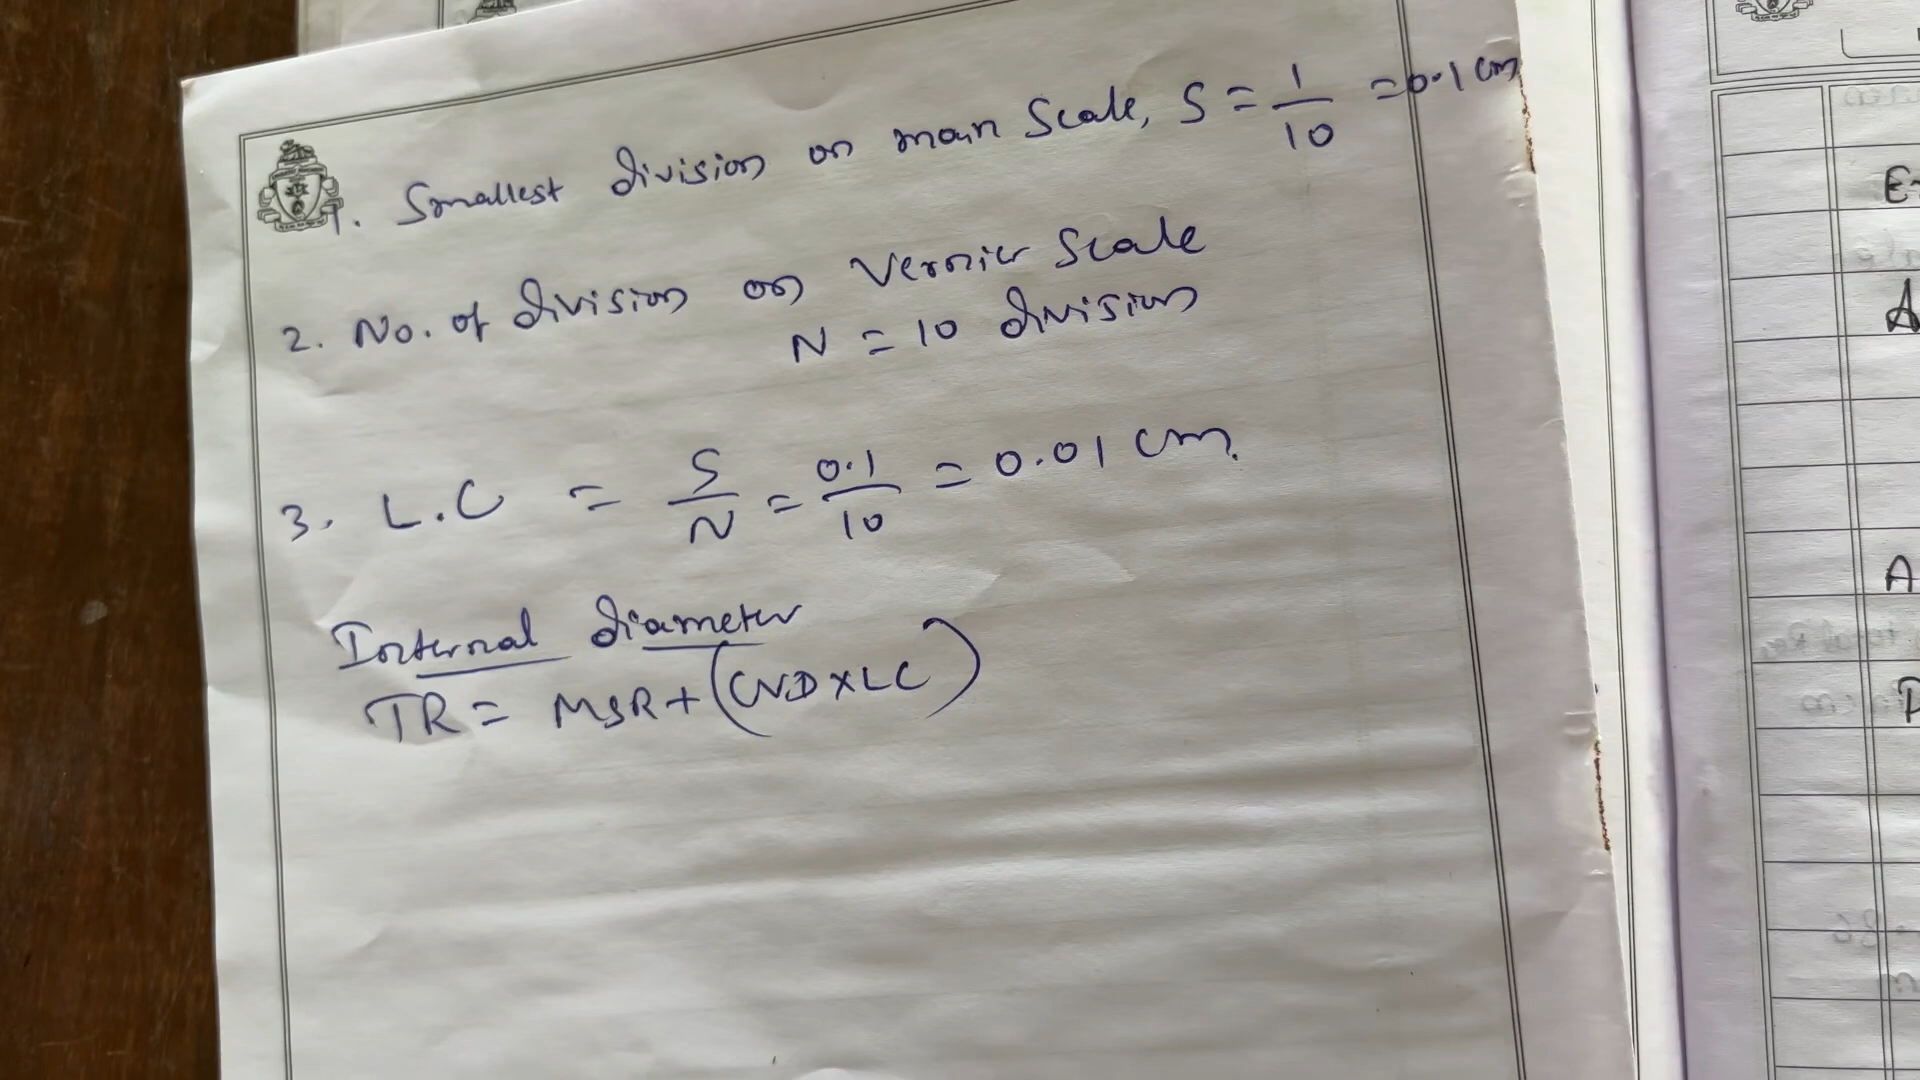 1. Smallest division on main Scale, S = 1/10 = 0.1 cm
2. No. of division on Vernier Scale
N = 10 division
3. L.C = S/N = 0.1/10 = 0.01 cm.
Internal diameter
TR = MSR + (CVD X LC)
E
A
A